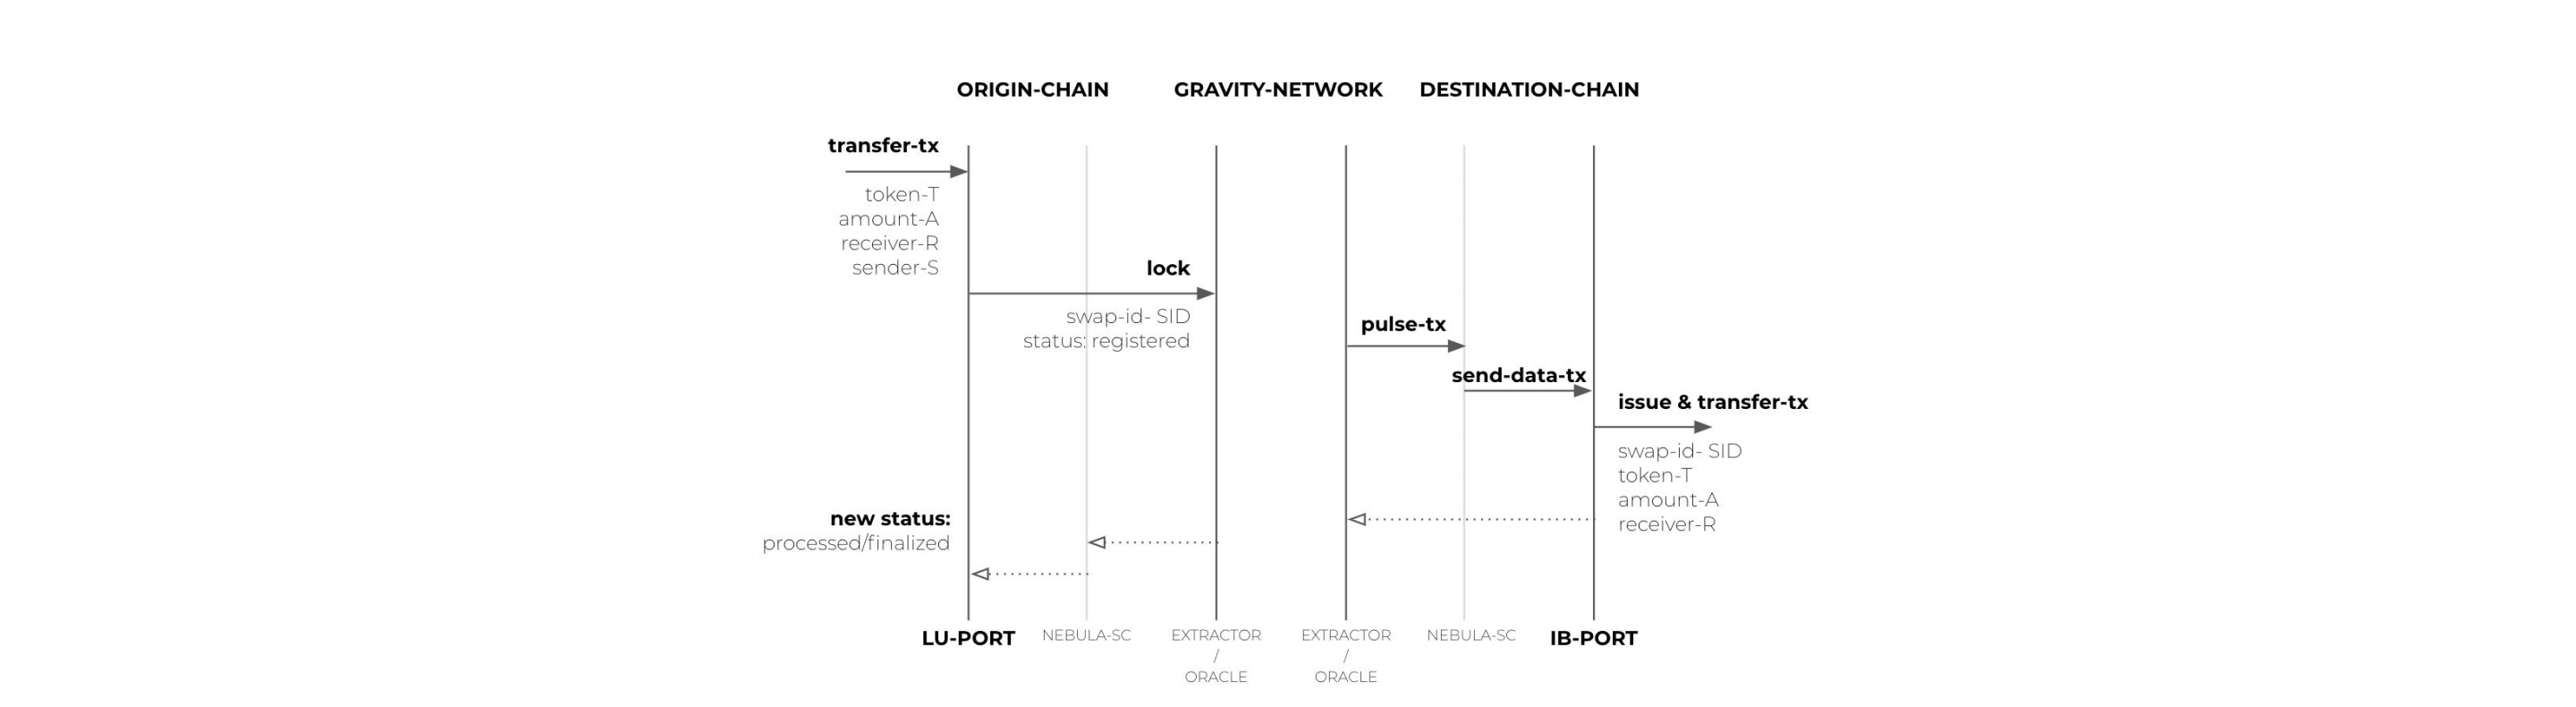 ORIGIN-CHAIN
GRAVITY-NETWORK
DESTINATION-CHAIN
transfer-tx
token-T
amount-A
receiver-R
sender-S
lock
swap-id- SID
status: registered
pulse-tx
send-data-tx
issue & transfer-tx
swap-id- SID
token-T
amount-A
receiver-R
new status:
processed/finalized
LU-PORT
NEBULA-SC
EXTRACTOR
/
ORACLE
EXTRACTOR
/
ORACLE
NEBULA-SC
IB-PORT